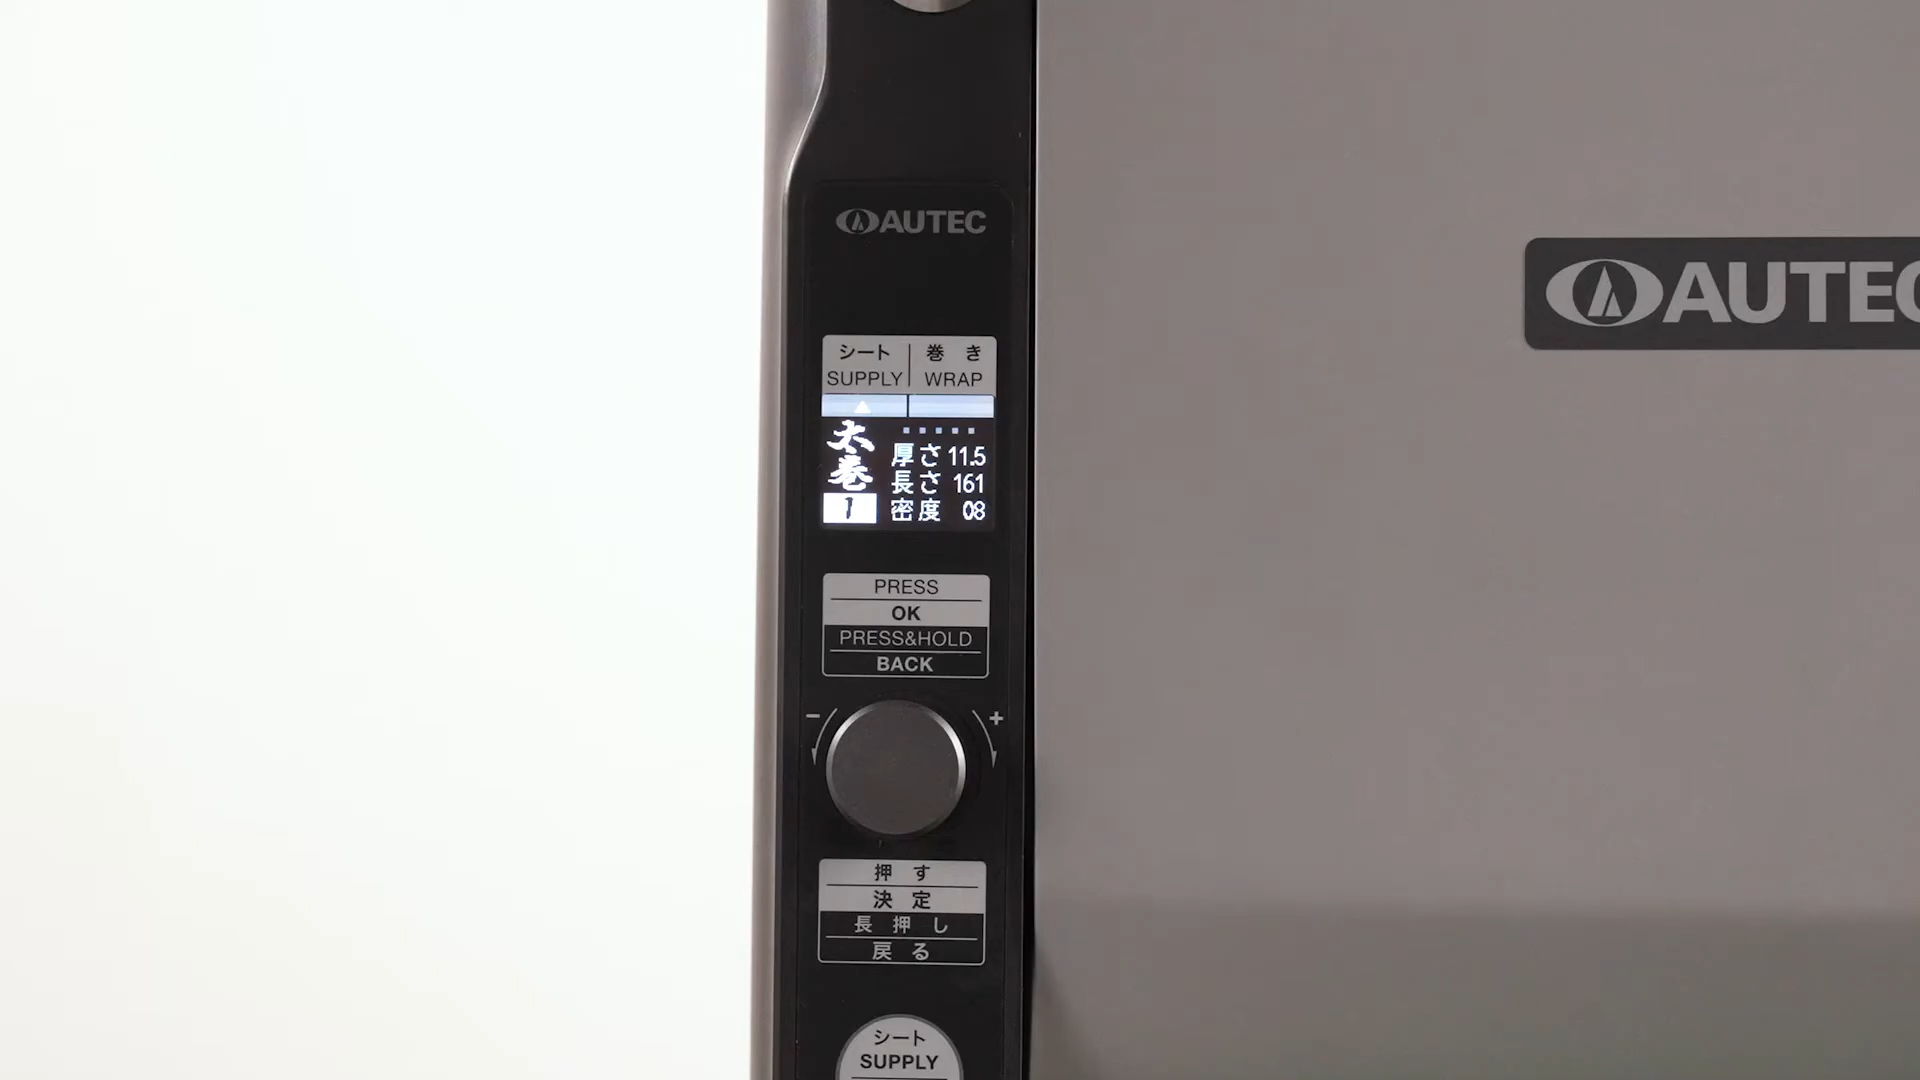 AUTEC
シート 巻き
SUPPLY WRAP
太巻
1
厚さ 11.5
長さ 161
密度 08
PRESS
OK
PRESS&HOLD
BACK
- +
押す
決定
長押し
戻る
シート
SUPPLY
AUTEC